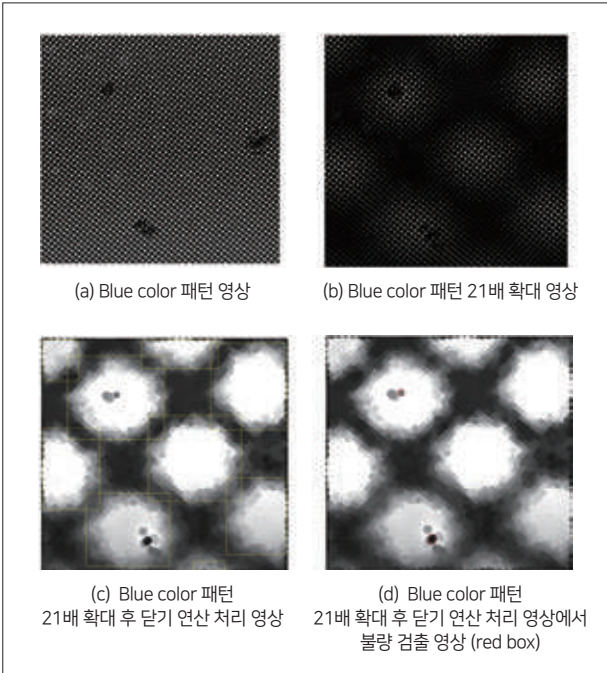 (a) Blue color 패턴 영상
(b) Blue color 패턴 21배 확대 영상
(c) Blue color 패턴
21배 확대 후 닫기 연산 처리 영상
(d) Blue color 패턴
21배 확대 후 닫기 연산 처리 영상에서
불량 검출 영상 (red box)